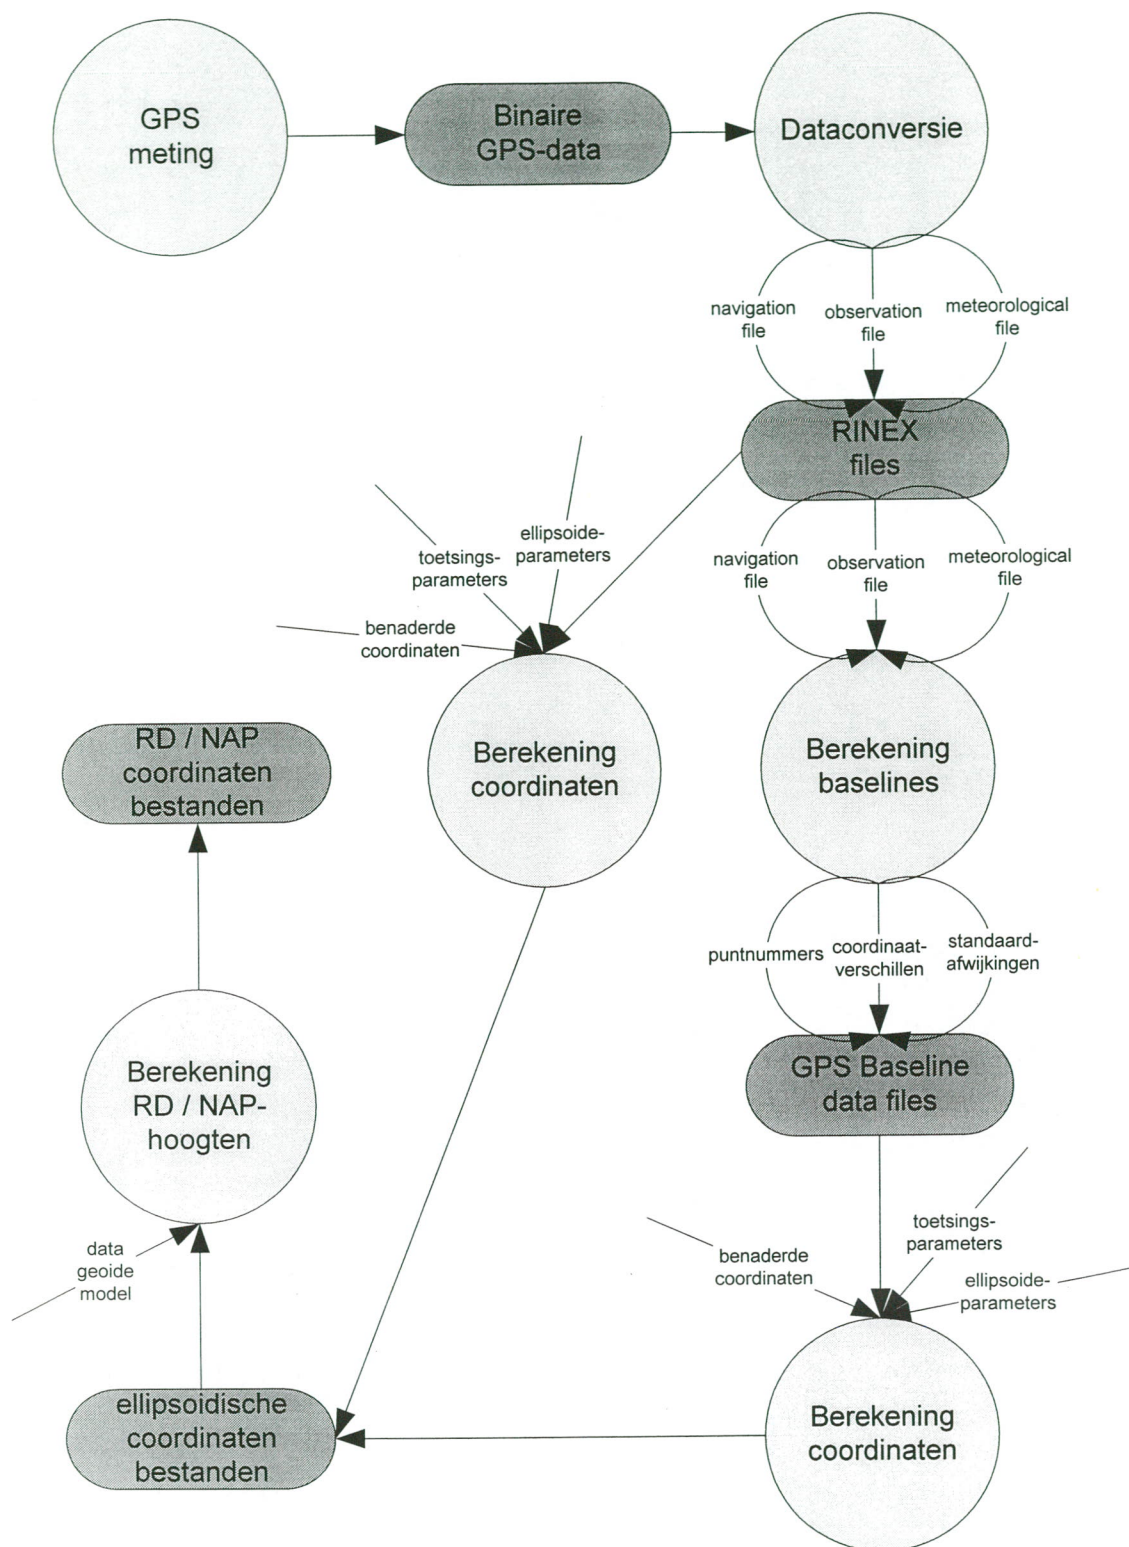 GPS
meting
Binaire
GPS-data
Dataconversie
navigation
file
observation
file
meteorological
file
RINEX
files
ellipsoide-
parameters
toetsings-
parameters
benaderde
coordinaten
navigation
file
observation
file
meteorological
file
RD / NAP
coordinaten
bestanden
Berekening
coordinaten
Berekening
baselines
puntnummers
coordinaat-
verschillen
standaard-
afwijkingen
Berekening
RD / NAP-
hoogten
GPS Baseline
data files
data
geoide
model
benaderde
coordinaten
toetsings-
parameters
ellipsoide-
parameters
ellipsoidische
coordinaten
bestanden
Berekening
coordinaten